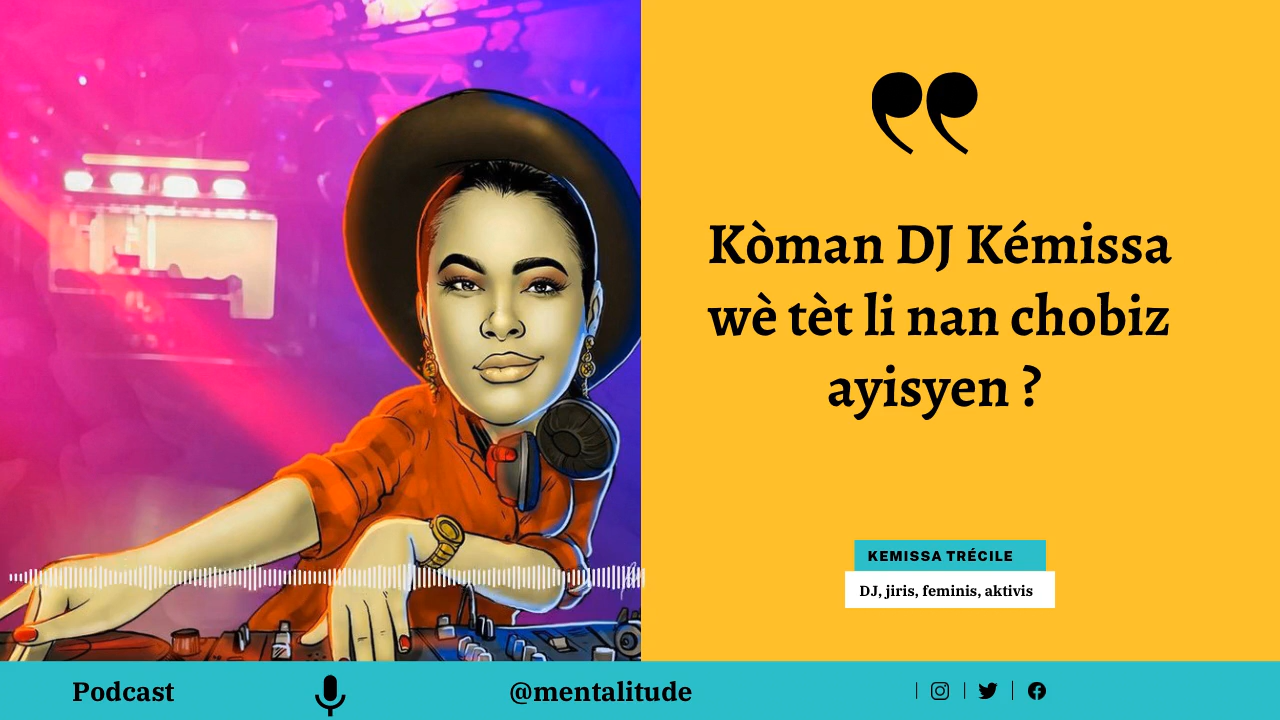 Kòman DJ Kémissa
wè tèt li nan chobiz
ayisyen ?
KEMISSA TRÉCILE
DJ, jiris, feminis, aktivis
Podcast
@mentalitude